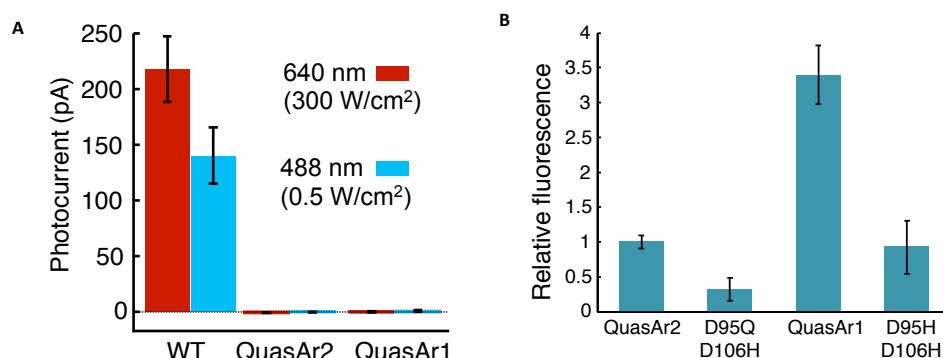 A
Photocurrent (pA)
250
200
150
100
50
0
640 nm
(300 W/cm²)
488 nm
(0.5 W/cm²)
WT QuasAr2 QuasAr1
B
Relative fluorescence
4
3.5
3
2.5
2
1.5
1
0.5
0
QuasAr2 D95Q QuasAr1 D95H
D106H D106H